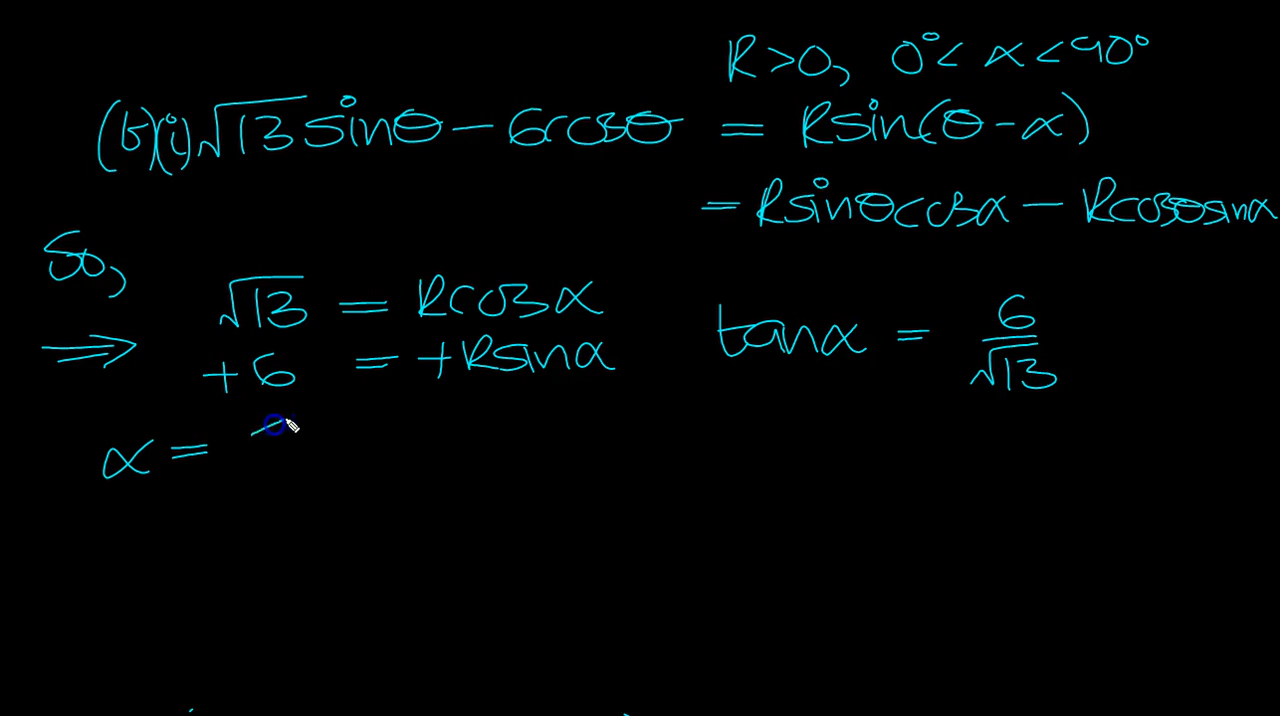 R>0, 0°<α<90°
(b)(i) √13 sinθ − 6cosθ = Rsin(θ−α)
= Rsinθcosα − Rcosθsinα
So,
√13 = Rcosα
tanα = 6/√13
⟹ +6 = +Rsinα
α =